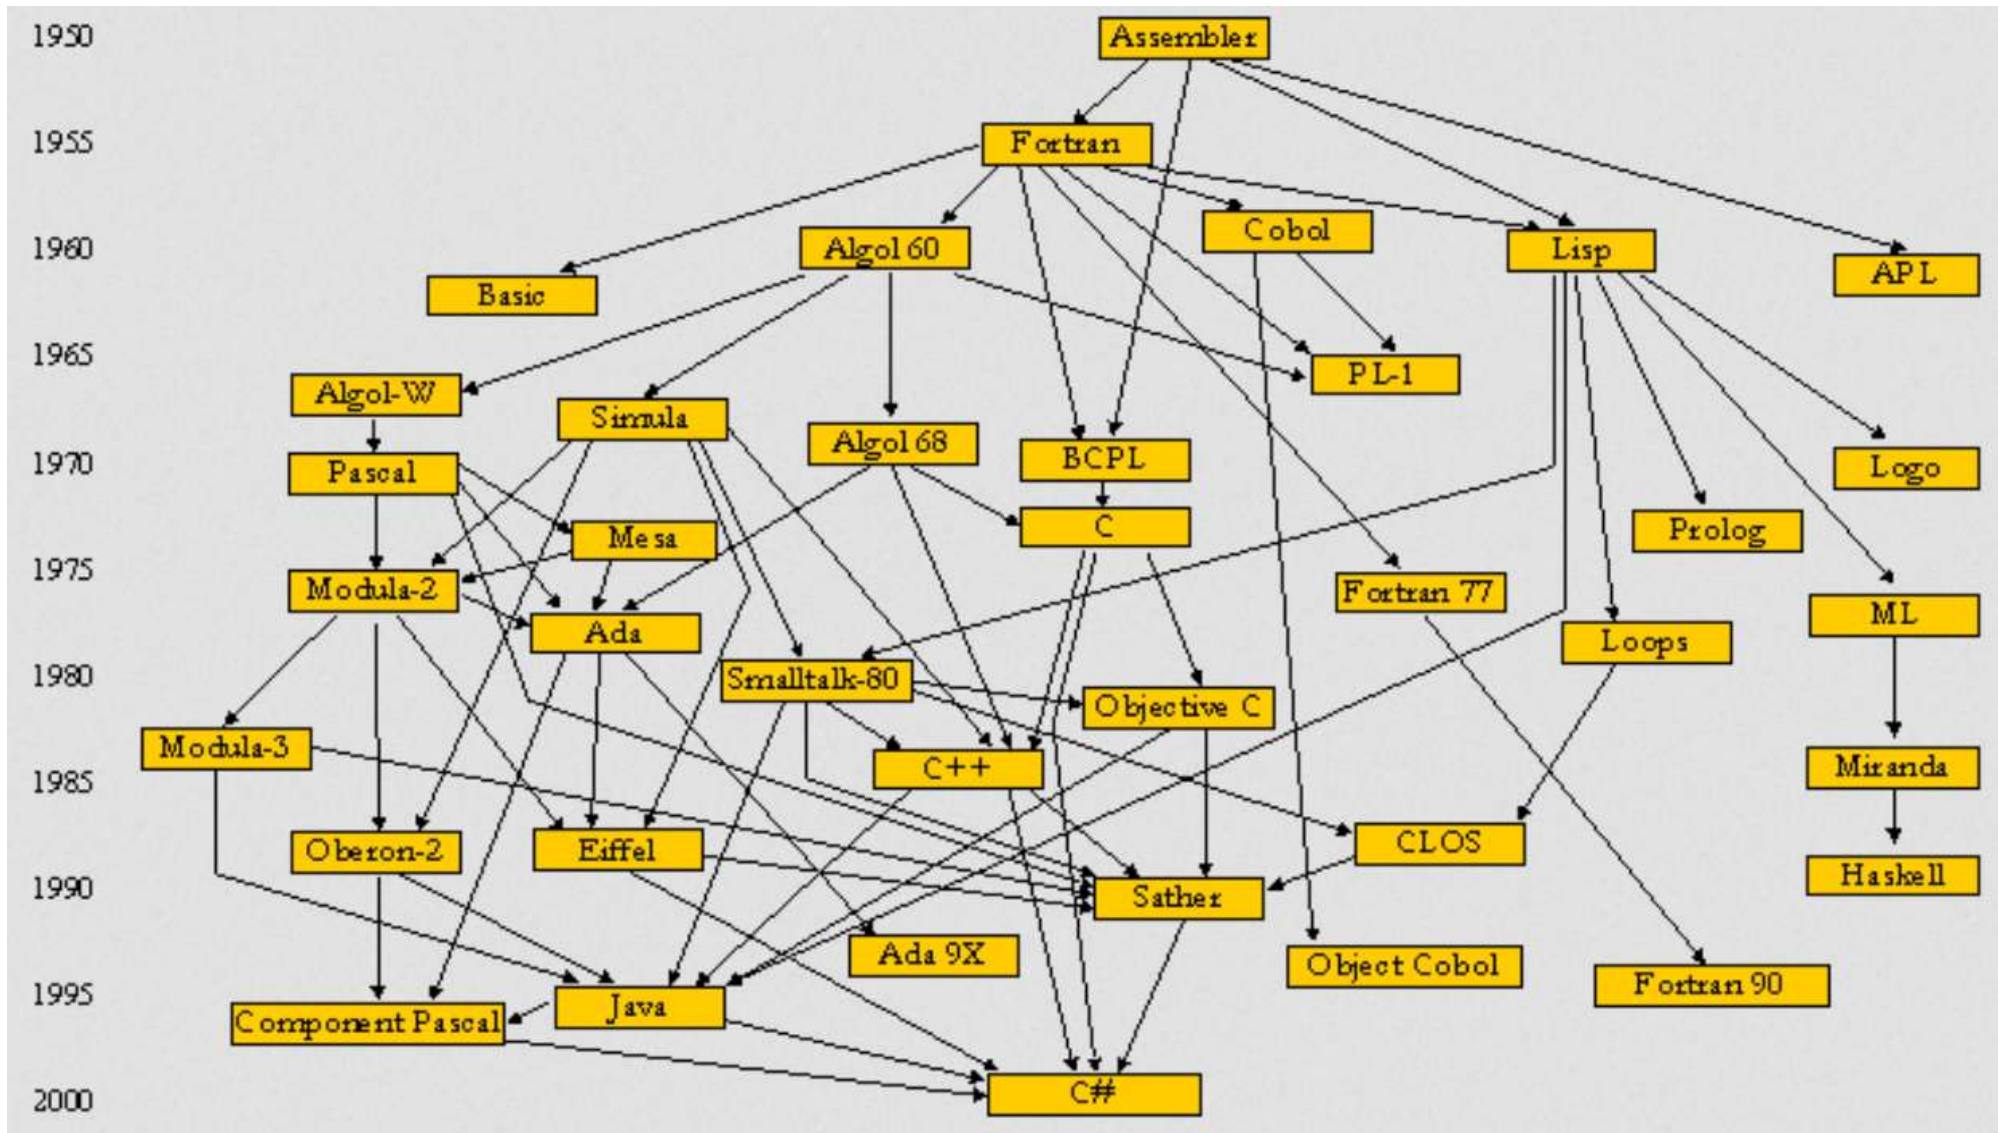 1950
Assembler
1955
Fortran
Cobol
1960
Algol 60
Lisp
APL
Basic
1965
PL-1
Algol-W
Simula
Algol 68
1970
BCPL
Pascal
Logo
C
Prolog
Mesa
1975
Modula-2
Fortran 77
ML
Ada
Loops
1980
Smalltalk-80
Objective C
Modula-3
C++
Miranda
1985
Oberon-2
Eiffel
CLOS
Haskell
1990
Sather
Ada 9X
Object Cobol
Fortran 90
1995
Java
Component Pascal
C#
2000